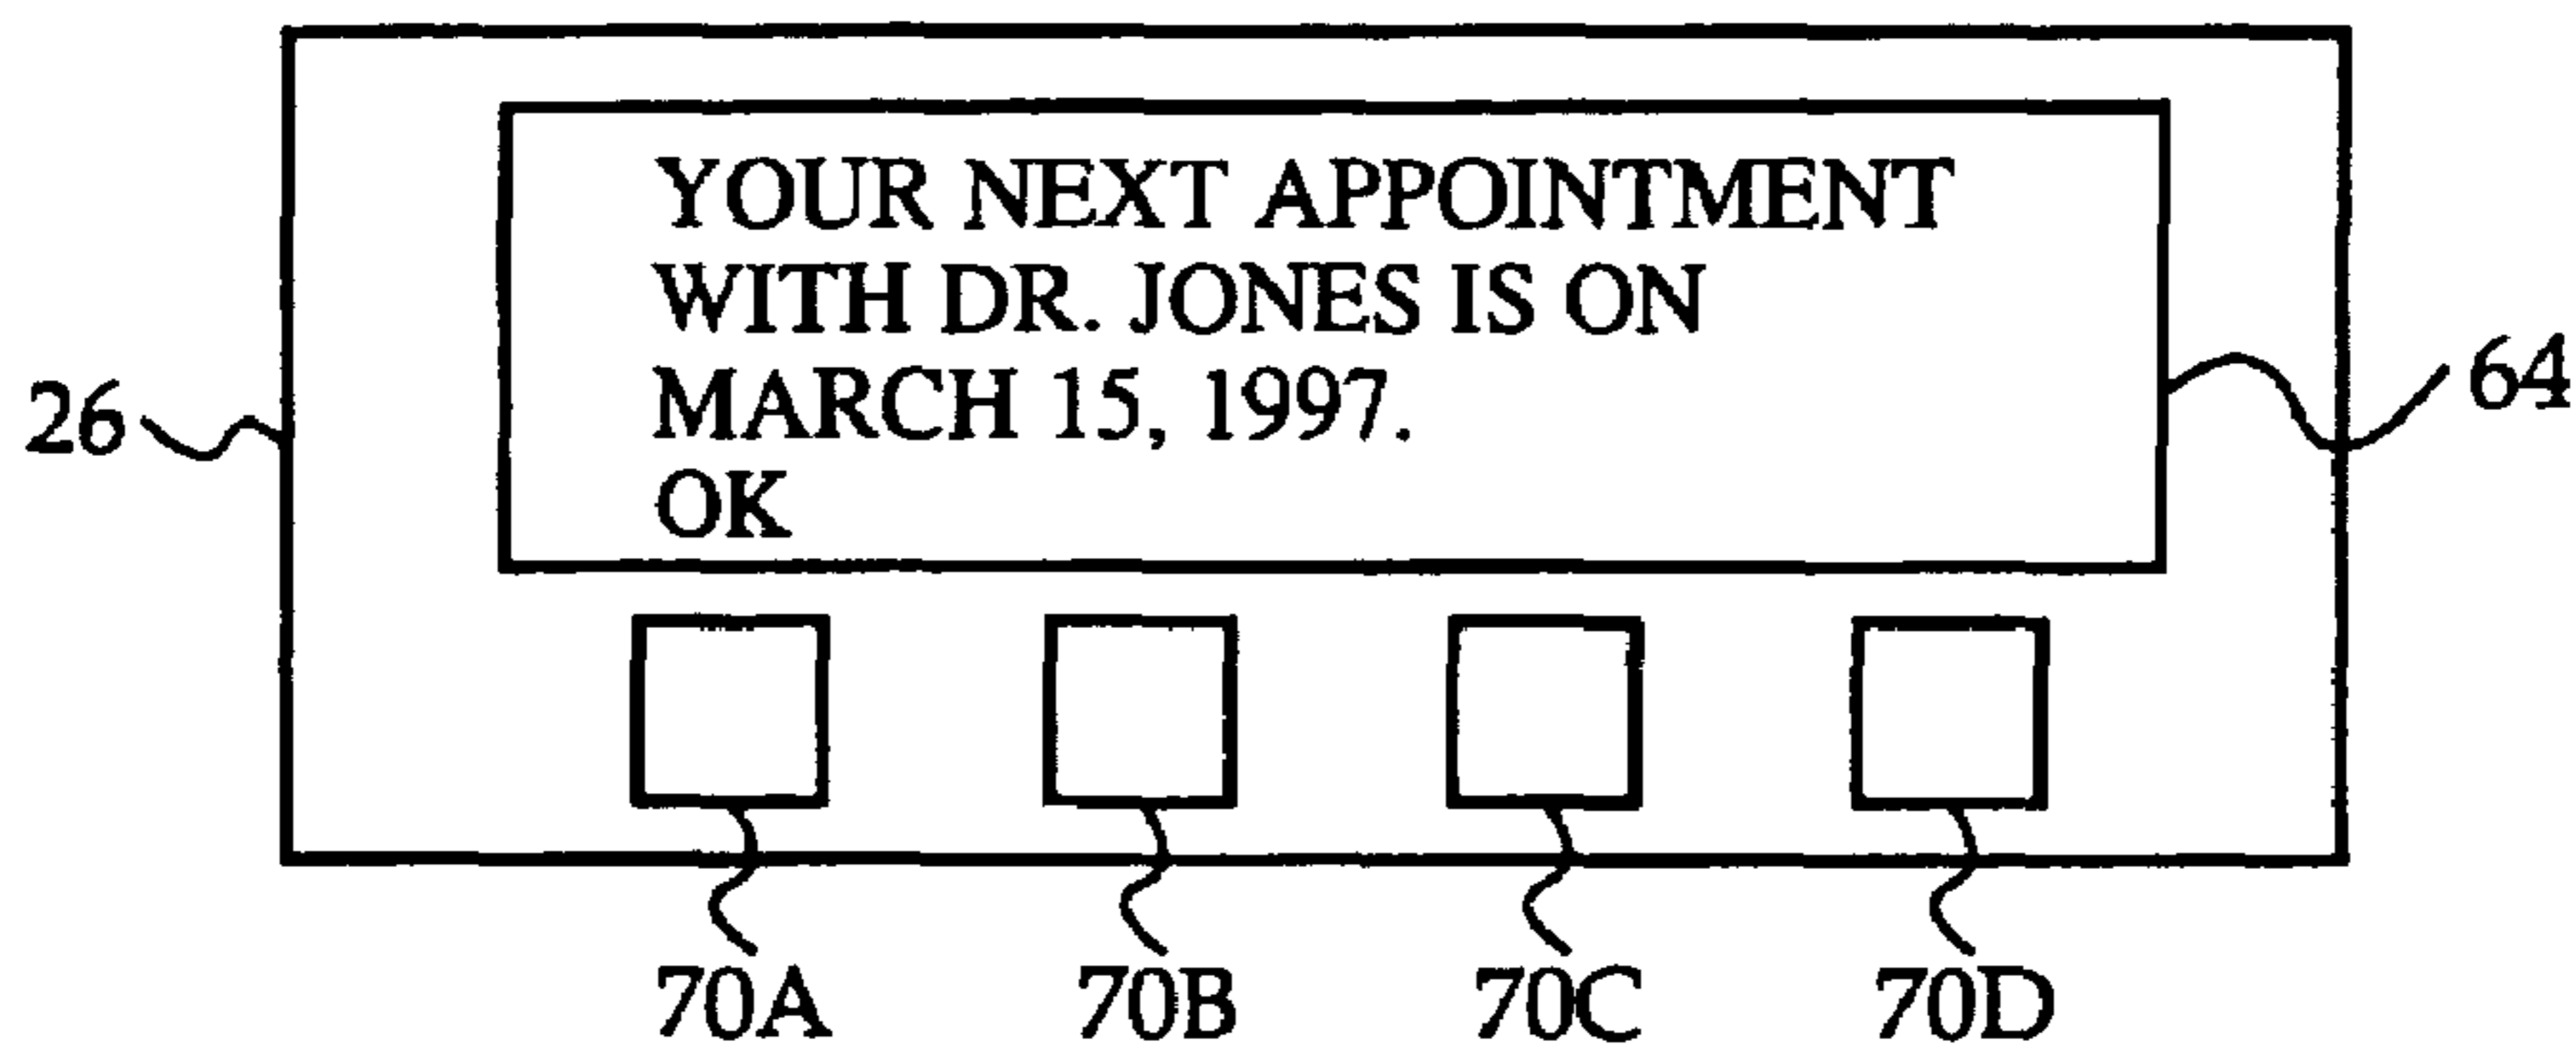 YOUR NEXT APPOINTMENT
WITH DR. JONES IS ON
MARCH 15, 1997.
OK
26
64
70A 70B 70C 70D